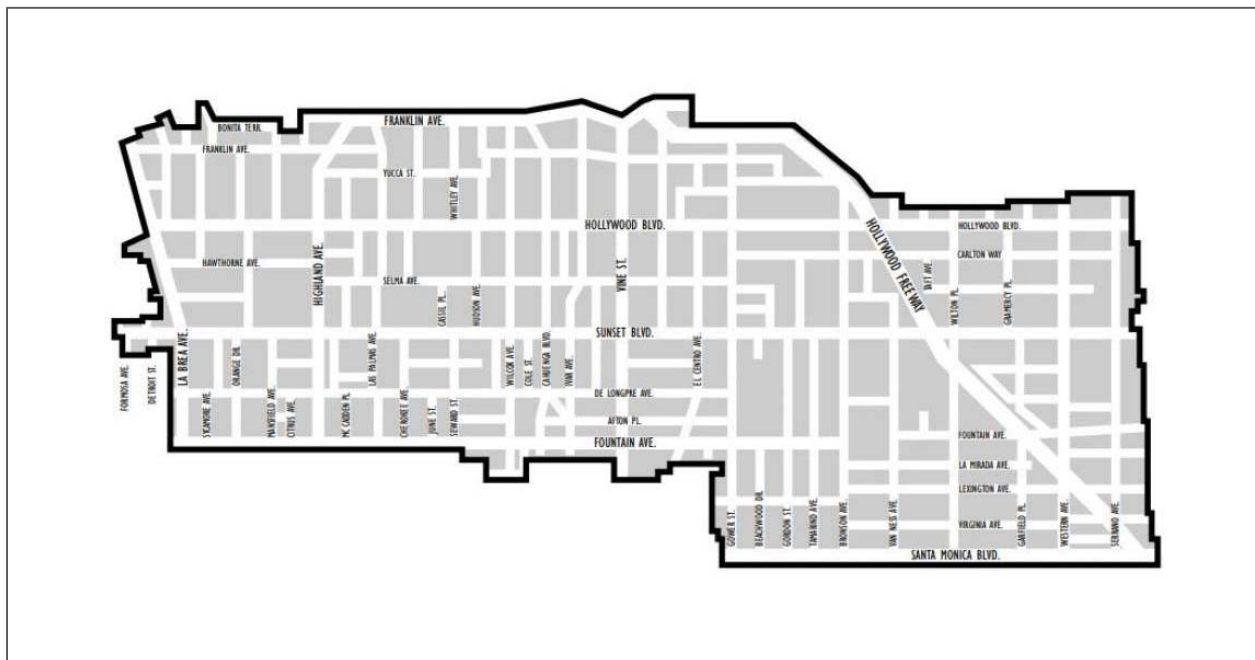 FRANKLIN AVE.
BONITA TERR.
FRANKLIN AVE.
YUCCA ST.
WHITLEY AVE.
HOLLYWOOD BLVD.
HOLLYWOOD BLVD.
HOLLYWOOD FREEWAY
CARLTON WAY
HAWTHORNE AVE.
HIGHLAND AVE.
SELMA AVE.
VINE ST.
TAFT AVE.
CASSIL PL.
HUDSON AVE.
WILTON PL.
GRAMERCY PL.
SUNSET BLVD.
FORMOSA AVE.
DETROIT ST.
LA BREA AVE.
ORANGE DR.
LAS PALMAS AVE.
WILCOX AVE.
COLE ST.
CAHUENGA BLVD.
IVAR AVE.
EL CENTRO AVE.
DE LONGPRE AVE.
SYCAMORE AVE.
MANSFIELD AVE.
CITRUS AVE.
MC CADDEN PL.
CHEROKEE AVE.
JUNE ST.
SEWARD ST.
AFTON PL.
FOUNTAIN AVE.
FOUNTAIN AVE.
LA MIRADA AVE.
LEXINGTON AVE.
GOWER ST.
BEACHWOOD DR.
GORDON ST.
TAMARIND AVE.
BRONSON AVE.
VAN NESS AVE.
VIRGINIA AVE.
GARFIELD PL.
WESTERN AVE.
SERRANO AVE.
SANTA MONICA BLVD.